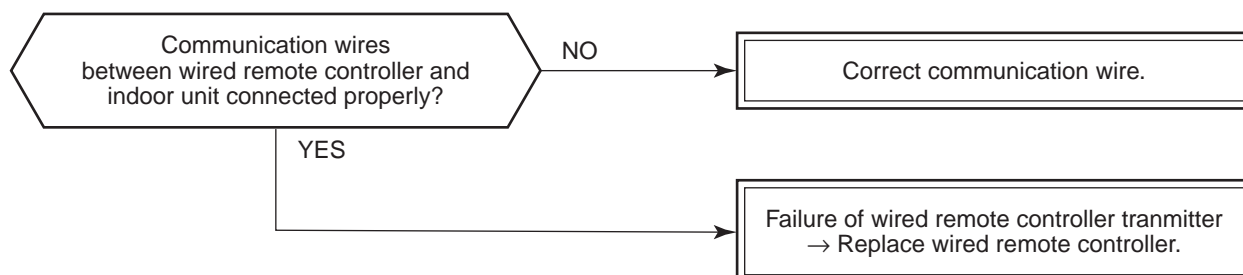 Communication wires
between wired remote controller and
indoor unit connected properly?
NO
Correct communication wire.
YES
Failure of wired remote controller tranmitter
→ Replace wired remote controller.